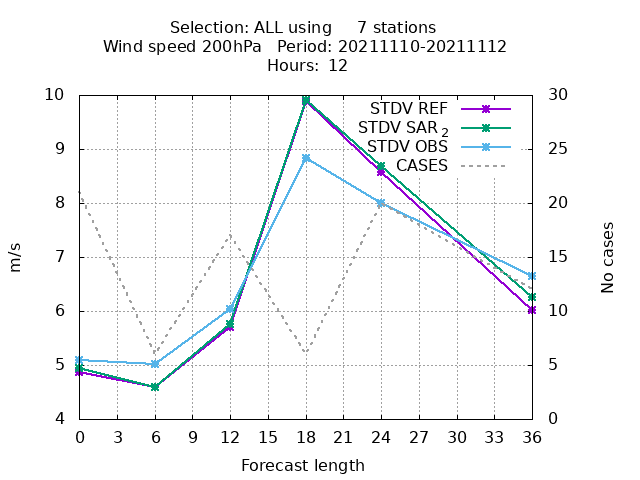 Selection: ALL using     7 stations
Wind speed 200hPa   Period: 20211110-20211112
Hours:  12
10
9
8
7
6
5
4
30
25
20
15
10
5
0
STDV REF
STDV SAR 2
STDV OBS
CASES
m/s
No cases
0 3 6 9 12 15 18 21 24 27 30 33 36
Forecast length